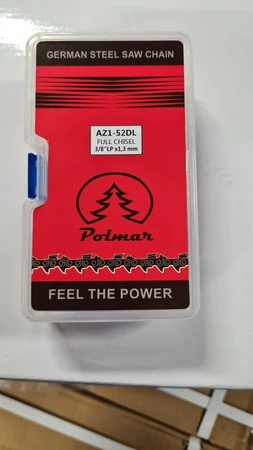 GERMAN STEEL SAW CHAIN
AZ1-52DL
FULL CHISEL
3/8"LP x1,3 mm
Polmar
FEEL THE POWER